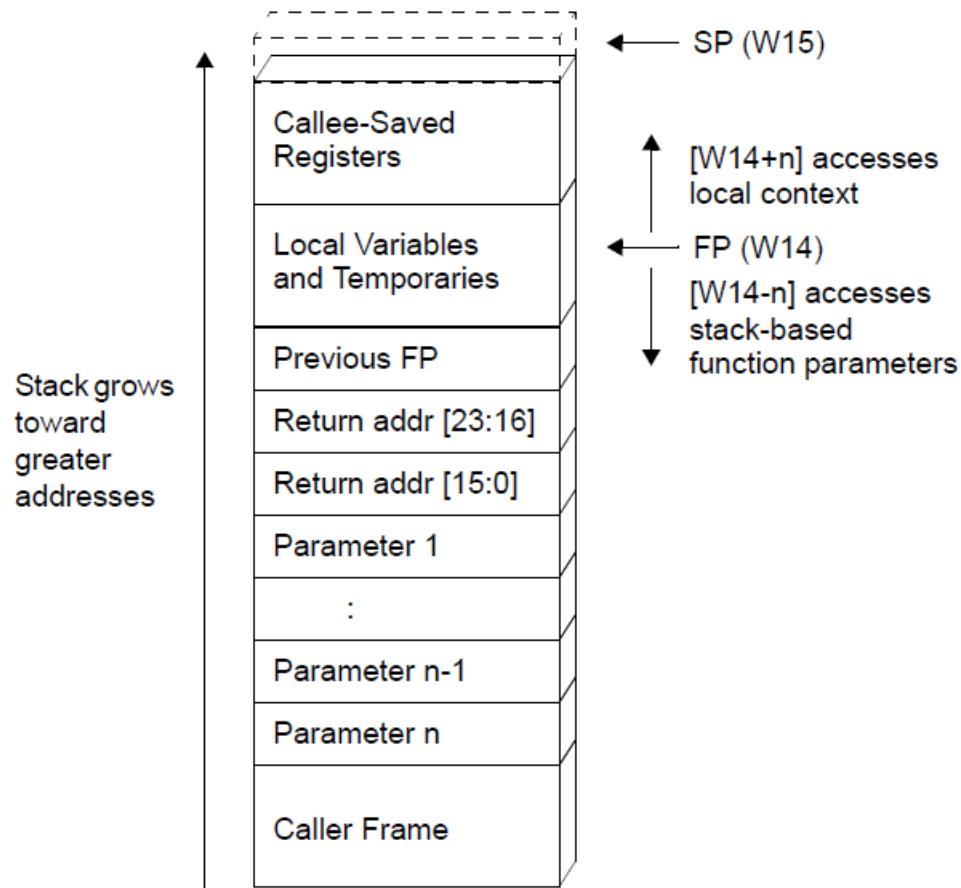 SP (W15)
Callee-Saved
Registers
[W14+n] accesses
local context
Local Variables
and Temporaries
FP (W14)
[W14-n] accesses
stack-based
function parameters
Previous FP
Stack grows
toward
greater
addresses
Return addr [23:16]
Return addr [15:0]
Parameter 1
:
Parameter n-1
Parameter n
Caller Frame